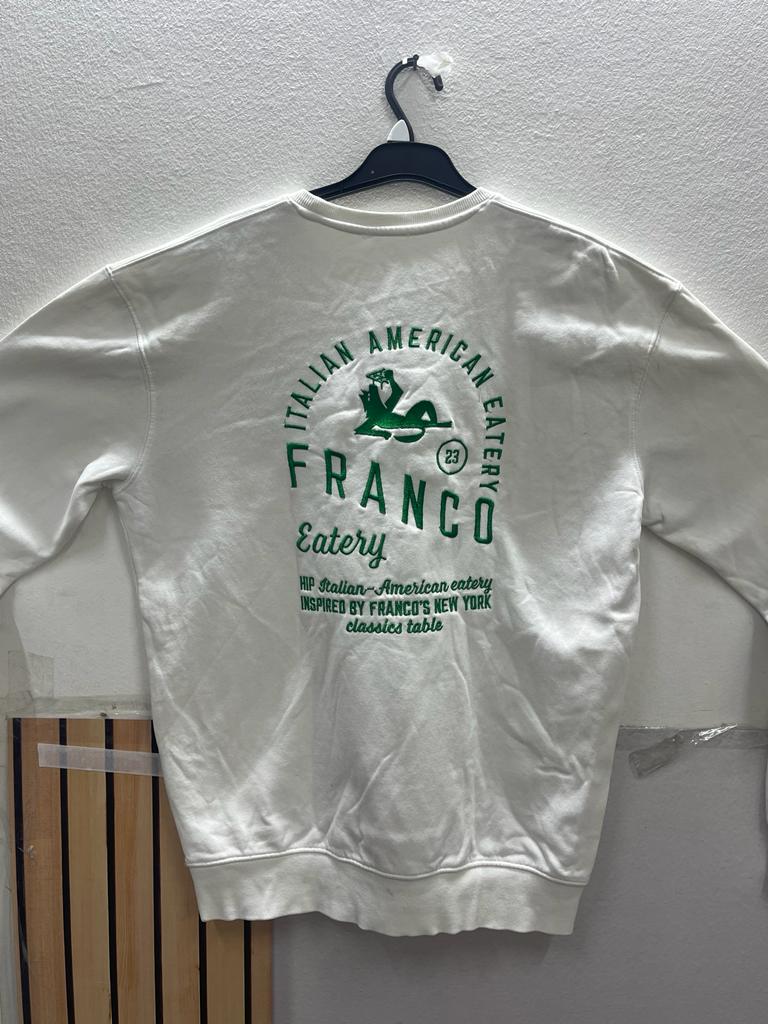 ITALIAN AMERICAN EATERY
23
FRANCO
Eatery
HIP Italian-American eatery
INSPIRED BY FRANCO'S NEW YORK
classics table